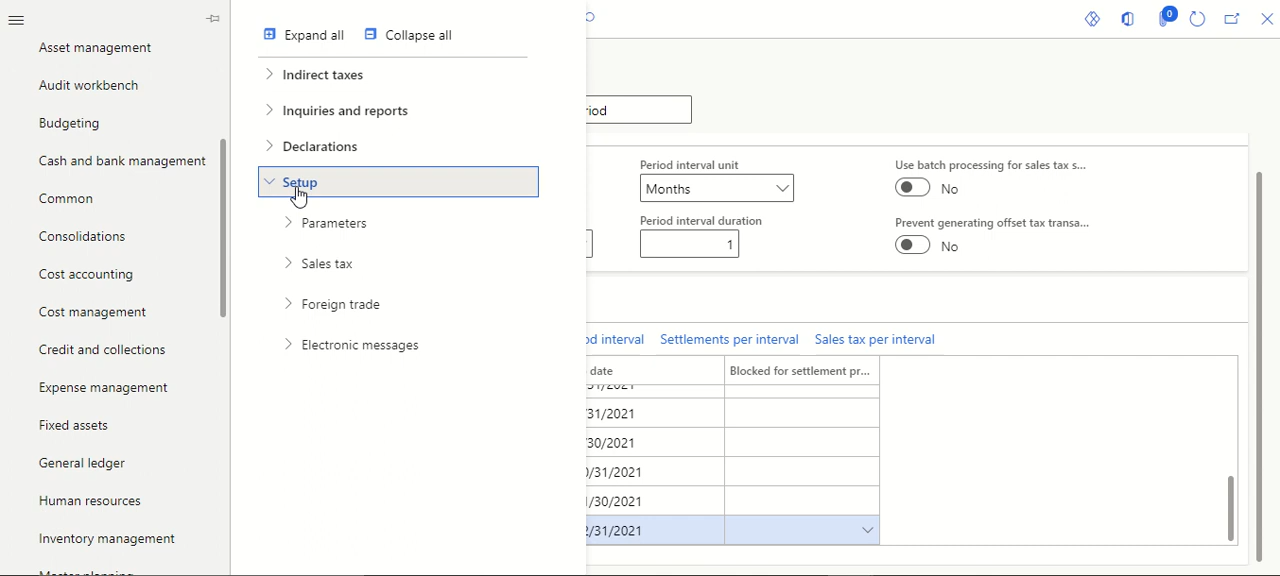 Asset management
Audit workbench
Budgeting
Cash and bank management
Common
Consolidations
Cost accounting
Cost management
Credit and collections
Expense management
Fixed assets
General ledger
Human resources
Inventory management
Expand all
Collapse all
Indirect taxes
Inquiries and reports
Declarations
Setup
Parameters
Sales tax
Foreign trade
Electronic messages
0
iod
Period interval unit
Months
Period interval duration
1
Use batch processing for sales tax s...
No
Prevent generating offset tax transa...
No
od interval Settlements per interval Sales tax per interval
date Blocked for settlement pr...
/31/2021
/30/2021
/31/2021
/30/2021
/31/2021